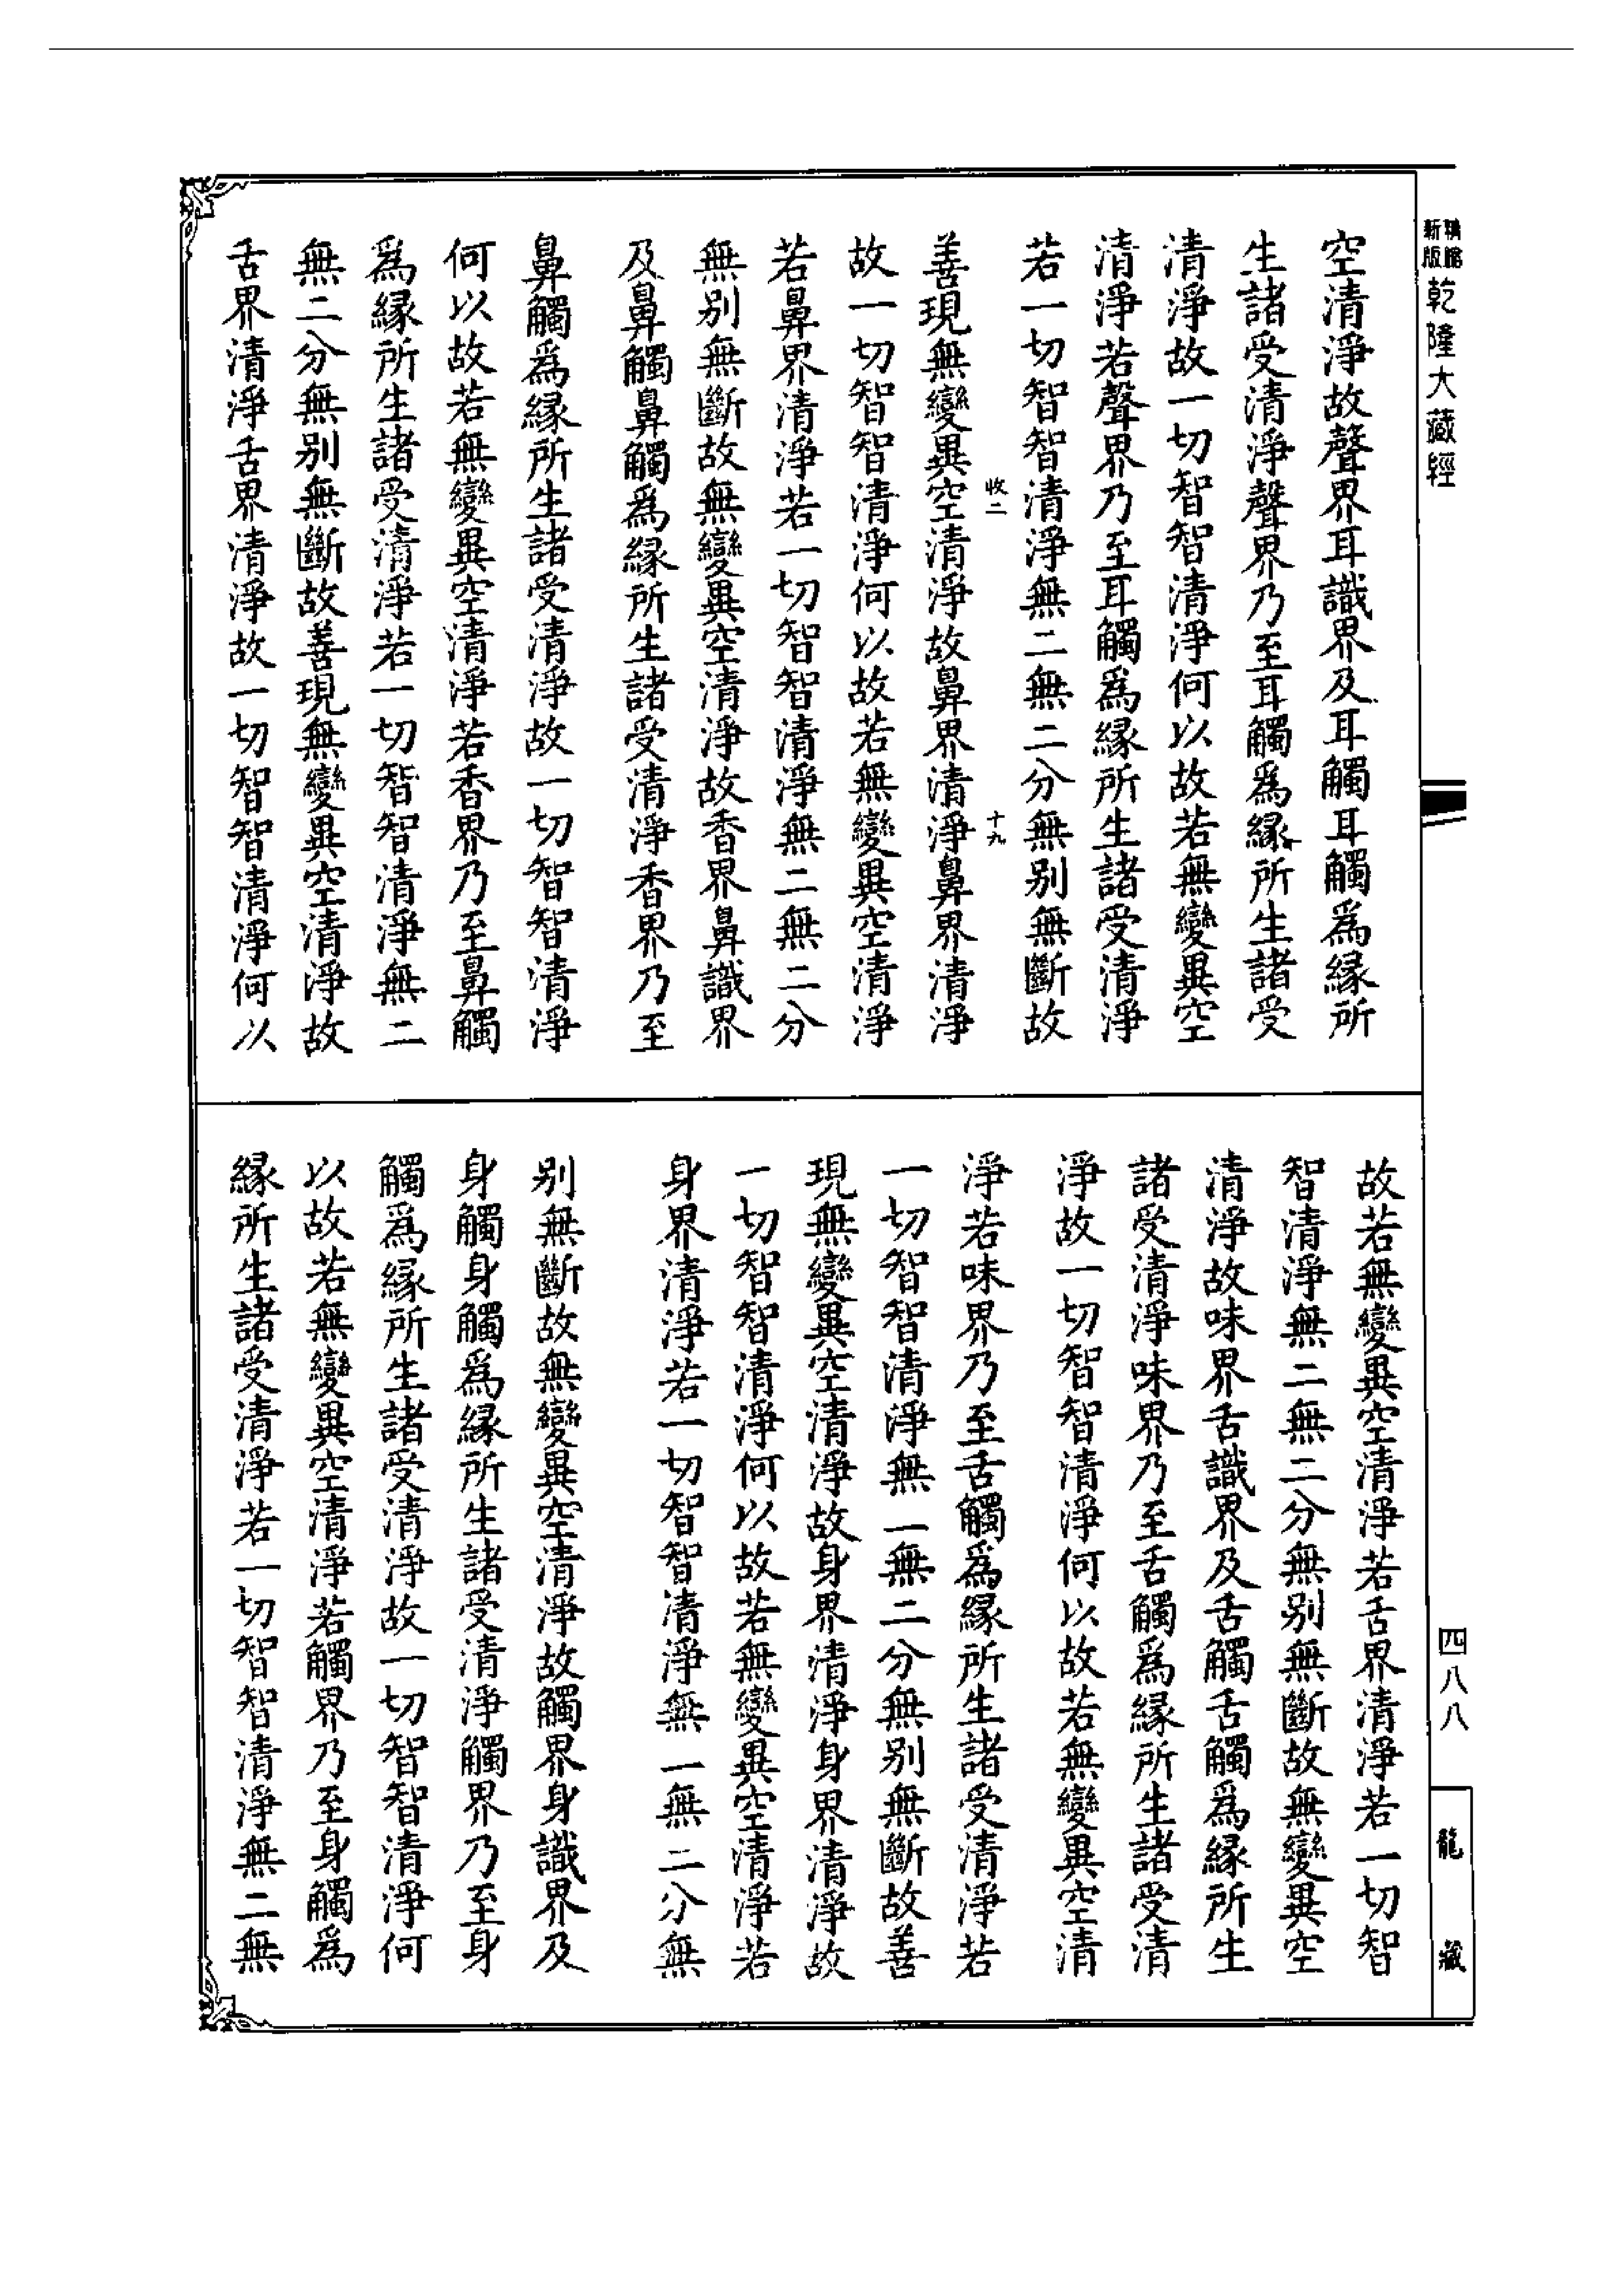 新版
精縮
乾隆大藏經
空清淨故聲界耳識界及耳觸耳觸爲縁所
生諸受清淨聲界乃至耳觸爲縁所生諸受
清淨故一切智智清淨何以故若無變異空
清淨若聲界乃至耳觸爲縁所生諸受清淨
若一切智智清淨無二無二分無別無斷故
收二
十九
善現無變異空清淨故鼻界清淨鼻界清淨
故一切智智清淨何以故若無變異空清淨
若鼻界清淨若一切智智清淨無二無二分
無別無斷故無變異空清淨故香界鼻識界
及鼻觸鼻觸爲縁所生諸受清淨香界乃至
鼻觸爲縁所生諸受清淨故一切智智清淨
何以故若無變異空清淨若香界乃至鼻觸
爲縁所生諸受清淨若一切智智清淨無二
無二分無別無斷故善現無變異空清淨故
舌界清淨舌界清淨故一切智智清淨何以
故若無變異空清淨若舌界清淨若一切智
智清淨無二無二分無別無斷故無變異空
清淨故味界舌識界及舌觸舌觸爲縁所生
諸受清淨味界乃至舌觸爲縁所生諸受清
淨故一切智智清淨何以故若無變異空清
淨若味界乃至舌觸爲縁所生諸受清淨若
一切智智清淨無一無二分無別無斷故善
現無變異空清淨故身界清淨身界清淨故
一切智智清淨何以故若無變異空清淨若
身界清淨若一切智智清淨無一無二分無
別無斷故無變異空清淨故觸界身識界及
身觸身觸爲縁所生諸受清淨觸界乃至身
觸爲縁所生諸受清淨故一切智智清淨何
以故若無變異空清淨若觸界乃至身觸爲
縁所生諸受清淨若一切智智清淨無二無
四八八
龍藏